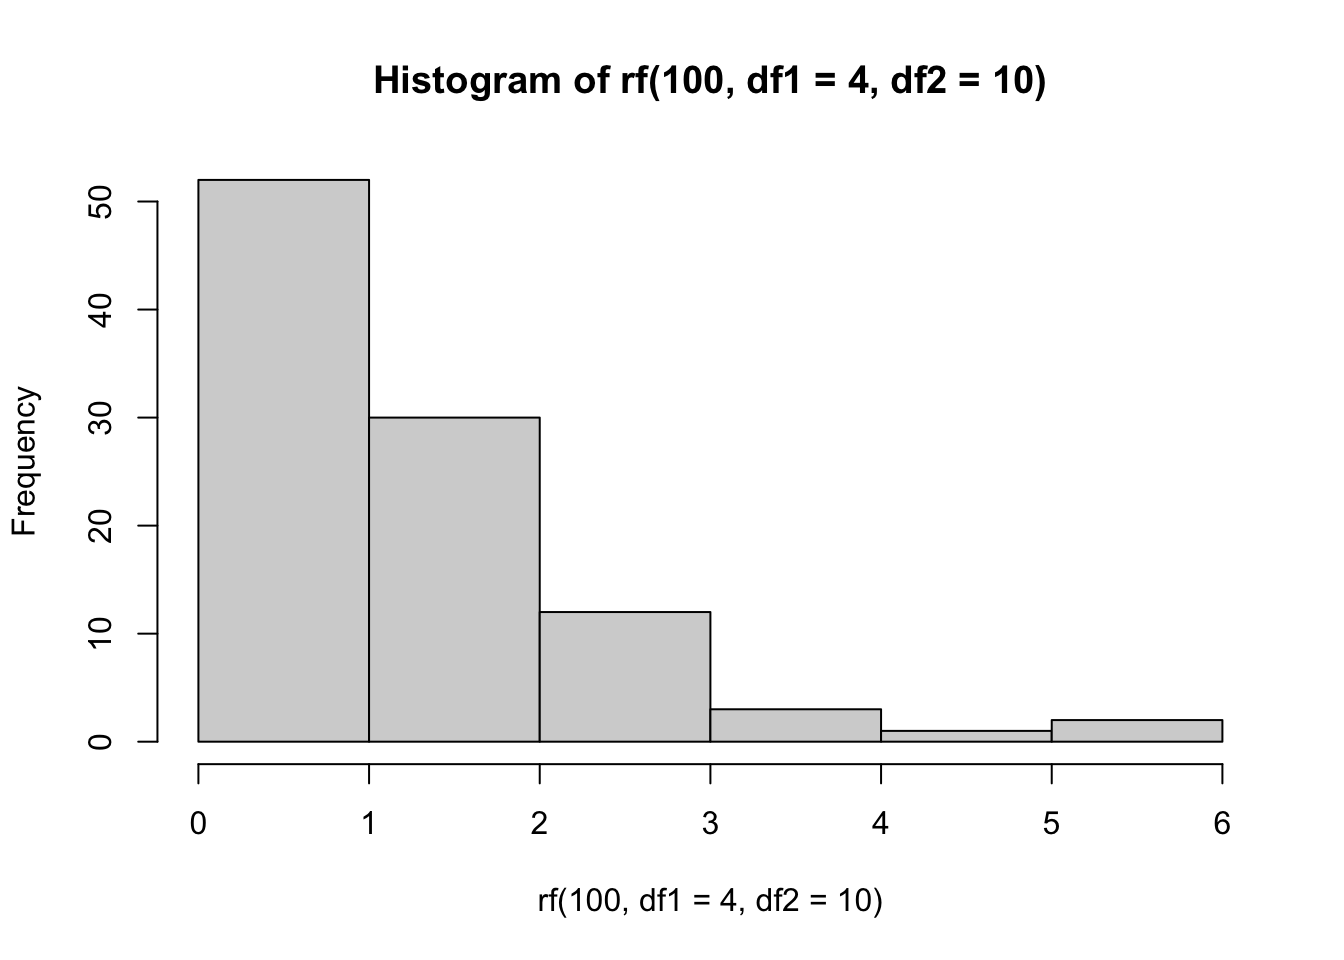 Histogram of rf(100, df1 = 4, df2 = 10)
Frequency
50
40
30
20
10
0
0 1 2 3 4 5 6
rf(100, df1 = 4, df2 = 10)